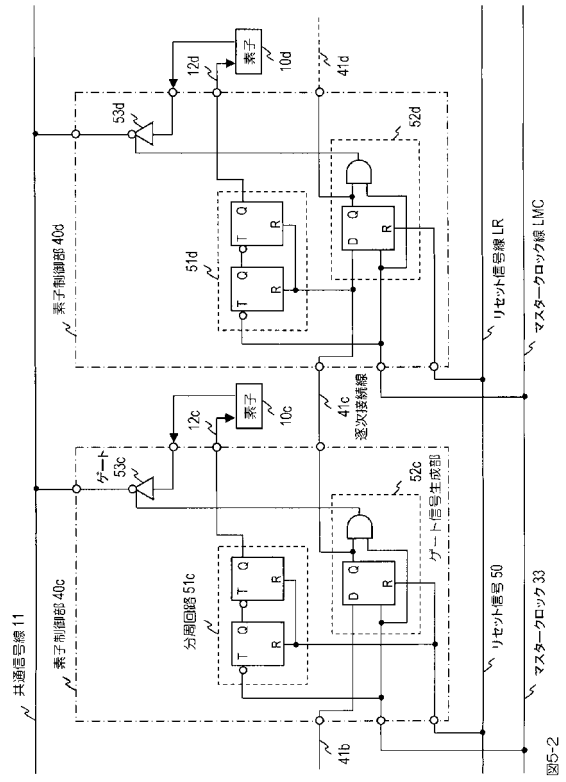 共通信号線 11
素子制御部 40c
ゲート
53c
12c
素子
10c
分周回路 51c
T
Q
R
T
Q
R
41b
D
Q
R
52c
ゲート信号生成部
41c
逐次接続線
素子制御部 40d
53d
12d
素子
10d
51d
T
Q
R
T
Q
R
D
Q
R
52d
41d
リセット信号 50
リセット信号線 LR
マスタークロック 33
マスタークロック線 LMC
図5-2